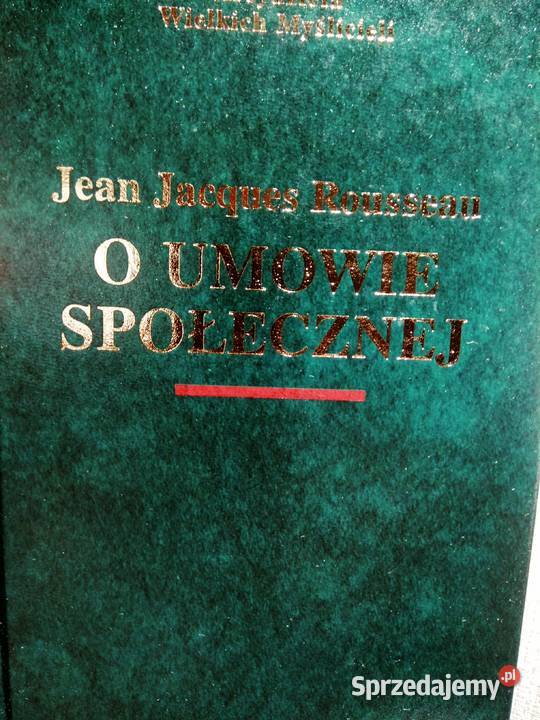 Wielkich Myślicieli
Jean Jacques Rousseau
O UMOWIE
SPOŁECZNEJ
Sprzedajemy.pl